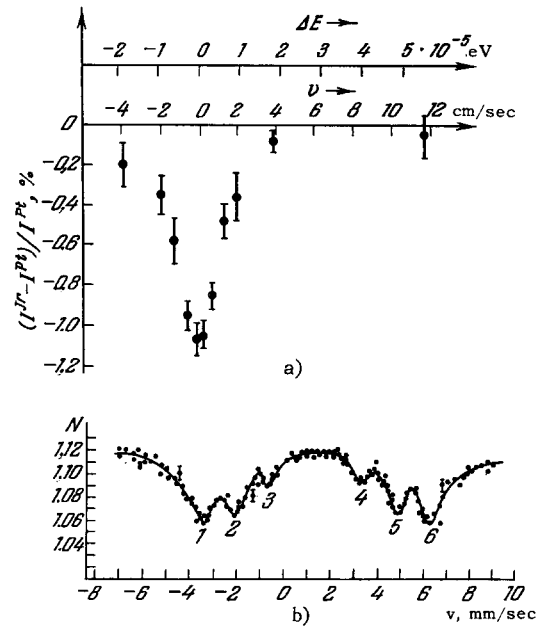 ΔE →
-2 -1 0 1 2 3 4 5·10⁻⁵ eV
v →
-4 -2 0 2 4 6 8 10 12 cm/sec
0
-0,2
-0,4
-0,6
-0,8
-1.0
-1,2
(I^Jr–I^Pt)/I^Pt, %
a)
N
1,12
1.10
1.08
1.06
1.04
1 2 3 4 5 6
-8 -6 -4 -2 0 2 4 6 8 10
b) v, mm/sec